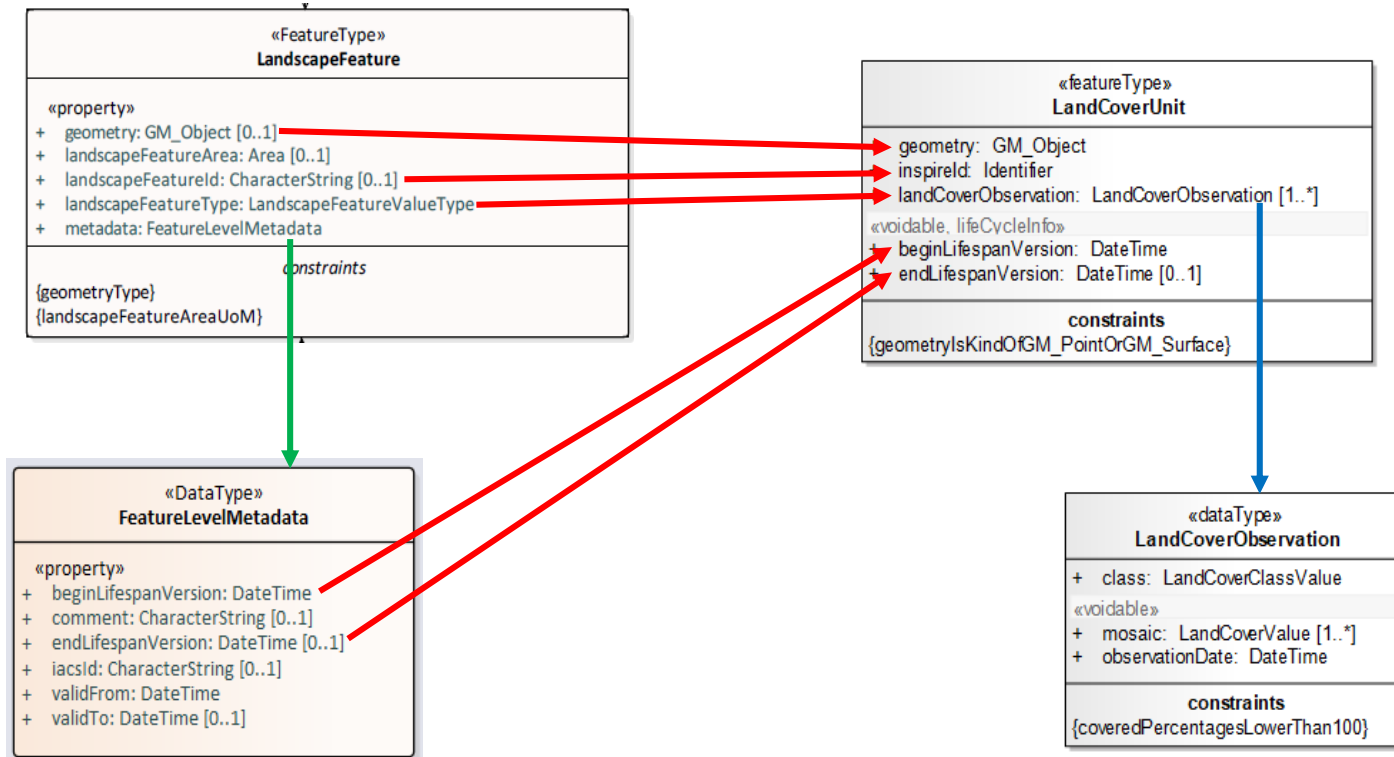 «FeatureType»
LandscapeFeature
«property»
+ geometry: GM_Object [0..1]
+ landscapeFeatureArea: Area [0..1]
+ landscapeFeatureId: CharacterString [0..1]
+ landscapeFeatureType: LandscapeFeatureValueType
+ metadata: FeatureLevelMetadata
constraints
{geometryType}
{landscapeFeatureAreaUoM}
«featureType»
LandCoverUnit
geometry: GM_Object
inspireId: Identifier
landCoverObservation: LandCoverObservation [1..*]
«voidable, lifeCycleInfo»
+ beginLifespanVersion: DateTime
+ endLifespanVersion: DateTime [0..1]
constraints
{geometryIsKindOfGM_PointOrGM_Surface}
«DataType»
FeatureLevelMetadata
«property»
+ beginLifespanVersion: DateTime
+ comment: CharacterString [0..1]
+ endLifespanVersion: DateTime [0..1]
+ iacsId: CharacterString [0..1]
+ validFrom: DateTime
+ validTo: DateTime [0..1]
«dataType»
LandCoverObservation
+ class: LandCoverClassValue
«voidable»
+ mosaic: LandCoverValue [1..*]
+ observationDate: DateTime
constraints
{coveredPercentagesLowerThan100}